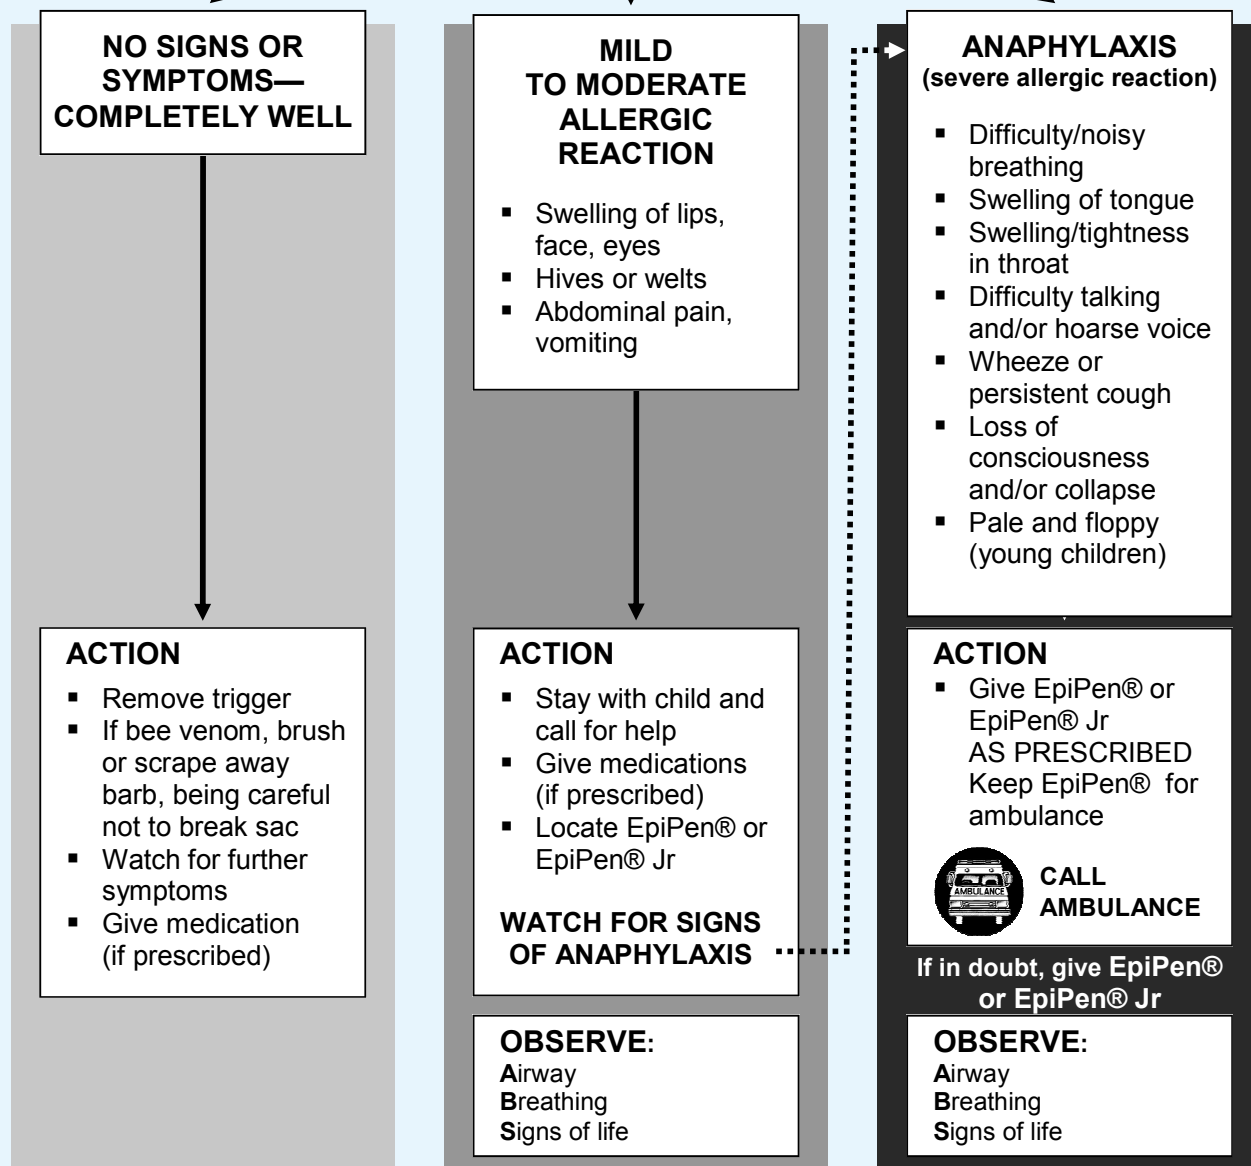 NO SIGNS OR
SYMPTOMS—
COMPLETELY WELL
ACTION
▪ Remove trigger
▪ If bee venom, brush
or scrape away
barb, being careful
not to break sac
▪ Watch for further
symptoms
▪ Give medication
(if prescribed)
MILD
TO MODERATE
ALLERGIC
REACTION
▪ Swelling of lips,
face, eyes
▪ Hives or welts
▪ Abdominal pain,
vomiting
ACTION
▪ Stay with child and
call for help
▪ Give medications
(if prescribed)
▪ Locate EpiPen® or
EpiPen® Jr
WATCH FOR SIGNS
OF ANAPHYLAXIS
OBSERVE:
Airway
Breathing
Signs of life
ANAPHYLAXIS
(severe allergic reaction)
▪ Difficulty/noisy
breathing
▪ Swelling of tongue
▪ Swelling/tightness
in throat
▪ Difficulty talking
and/or hoarse voice
▪ Wheeze or
persistent cough
▪ Loss of
consciousness
and/or collapse
▪ Pale and floppy
(young children)
ACTION
▪ Give EpiPen® or
EpiPen® Jr
AS PRESCRIBED
Keep EpiPen® for
ambulance
AMBULANCE
CALL
AMBULANCE
If in doubt, give EpiPen®
or EpiPen® Jr
OBSERVE:
Airway
Breathing
Signs of life